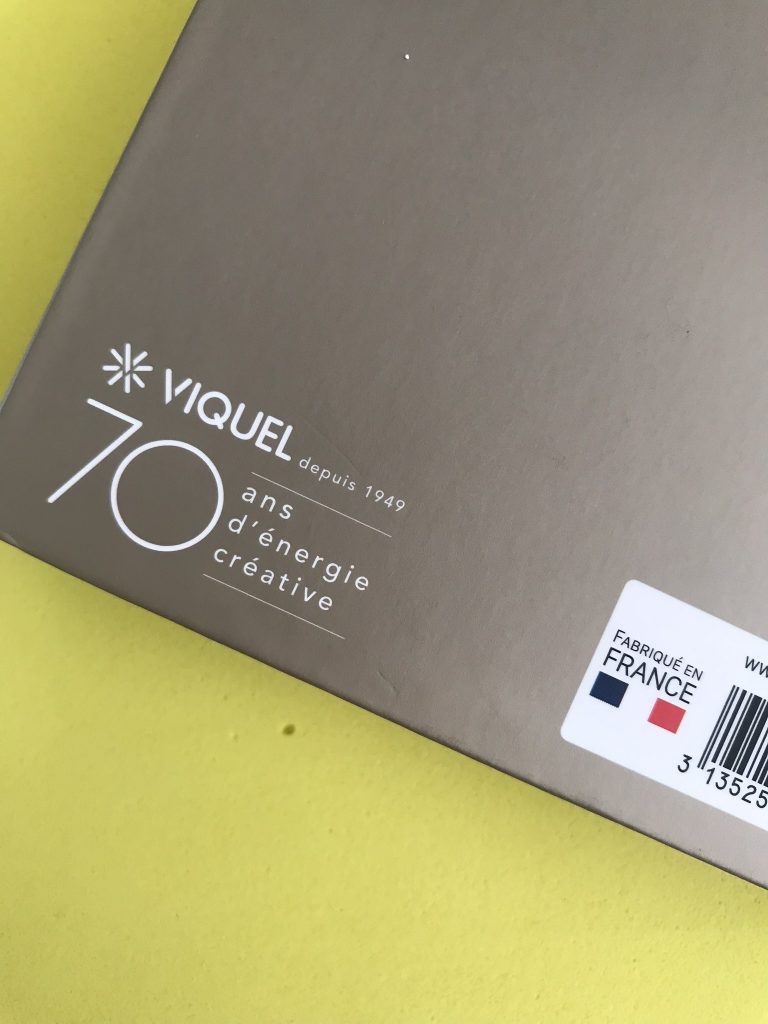 VIQUEL
depuis 1949
70
ans
d'énergie
créative
FABRIQUÉ EN
FRANCE
3 13525